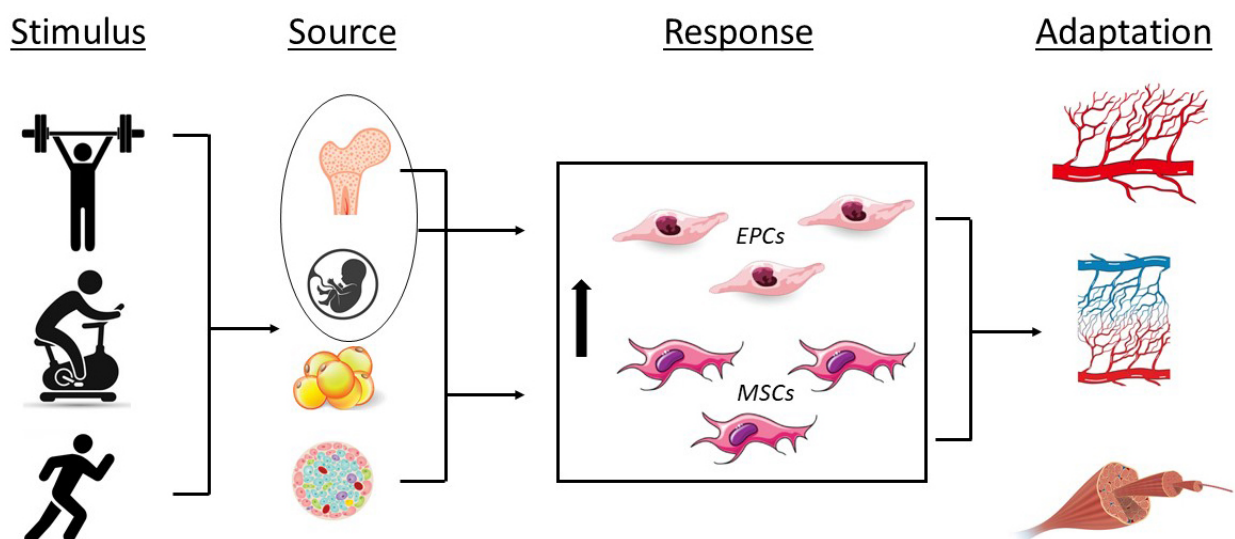 Stimulus
Source
Response
Adaptation
EPCs
MSCs